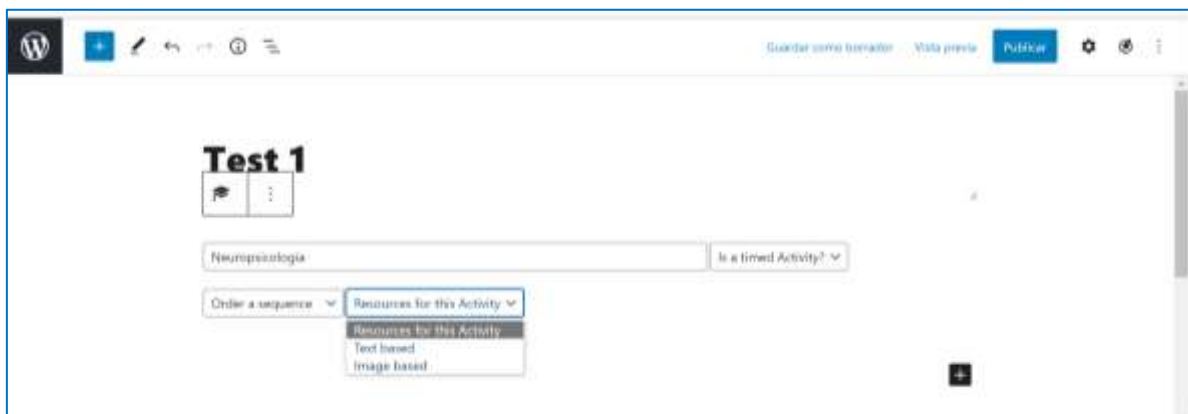 Guardar como borrador Vista previa Publicar
Test 1
Neuropsicologia Is a timed Activity?
Order a sequence Resources for this Activity
Resources for this Activity
Text based
Image based